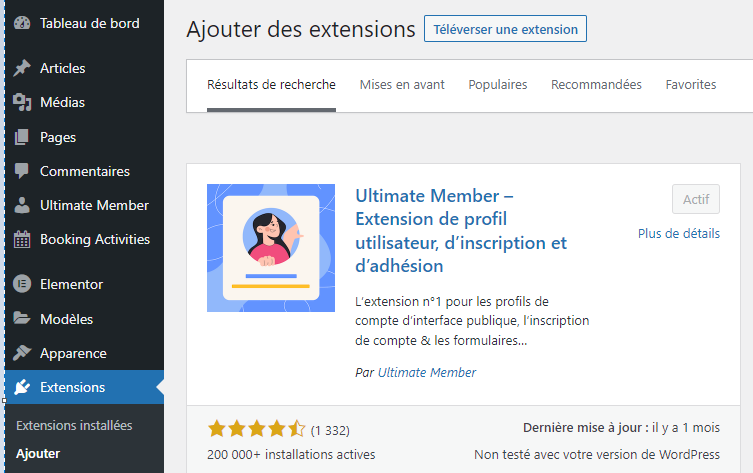 Tableau de bord
Articles
Médias
Pages
Commentaires
Ultimate Member
Booking Activities
Elementor
Modèles
Apparence
Extensions
Extensions installées
Ajouter
Ajouter des extensions
Téléverser une extension
Résultats de recherche
Mises en avant
Populaires
Recommandées
Favorites
Ultimate Member –
Extension de profil
utilisateur, d’inscription et
d’adhésion
Actif
Plus de détails
L’extension n°1 pour les profils de
compte d’interface publique, l’inscription
de compte & les formulaires…
Par Ultimate Member
(1 332)
200 000+ installations actives
Dernière mise à jour : il y a 1 mois
Non testé avec votre version de WordPress